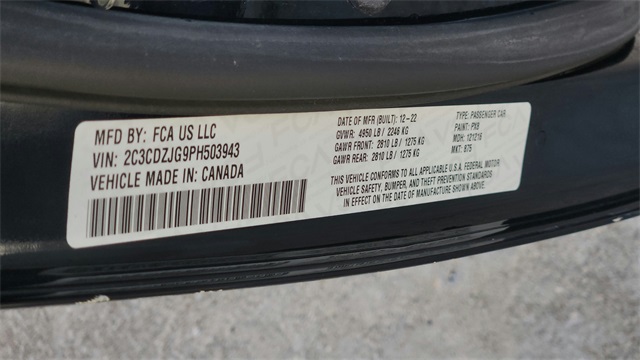 MFD BY: FCA US LLC
VIN: 2C3CDZJG9PH503943
VEHICLE MADE IN: CANADA
DATE OF MFR (BUILT): 12-22
GVWR: 4950 LB / 2246 KG
GAWR FRONT: 2810 LB / 1275 KG
GAWR REAR: 2810 LB / 1275 KG
TYPE: PASSENGER CAR
PAINT: PX8
MDH: 121216
MKT: 875
THIS VEHICLE CONFORMS TO ALL APPLICABLE U.S.A. FEDERAL MOTOR
VEHICLE SAFETY, BUMPER, AND THEFT PREVENTION STANDARDS
IN EFFECT ON THE DATE OF MANUFACTURE SHOWN ABOVE.